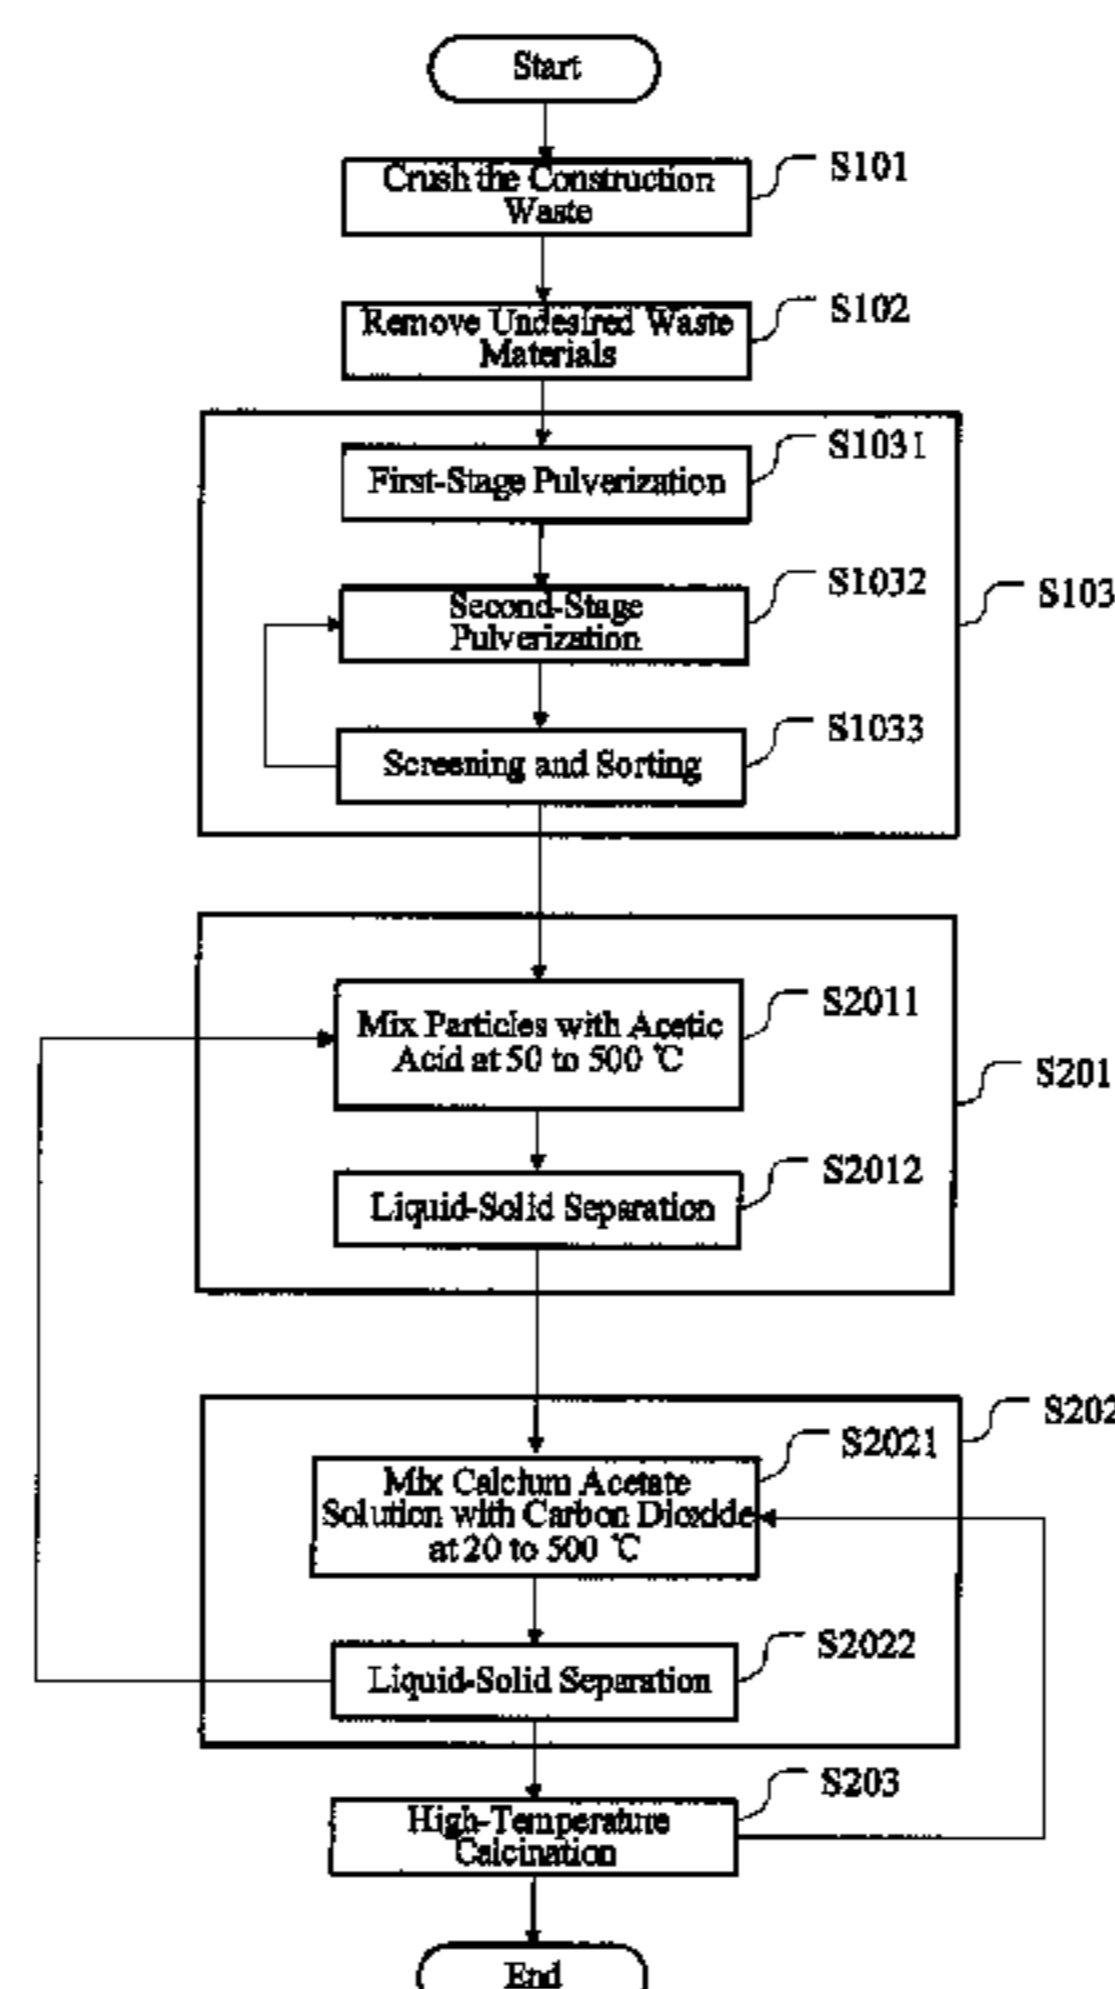 Start
Crush the Construction
Waste
S101
Remove Undesired Waste
Materials
S102
First-Stage Pulverization
S1031
Second-Stage
Pulverization
S1032
S103
Screening and Sorting
S1033
Mix Particles with Acetic
Acid at 50 to 500 ℃
S2011
S201
Liquid-Solid Separation
S2012
S202
Mix Calcium Acetate
Solution with Carbon Dioxide
at 20 to 500 ℃
S2021
Liquid-Solid Separation
S2022
High-Temperature
Calcination
S203
End